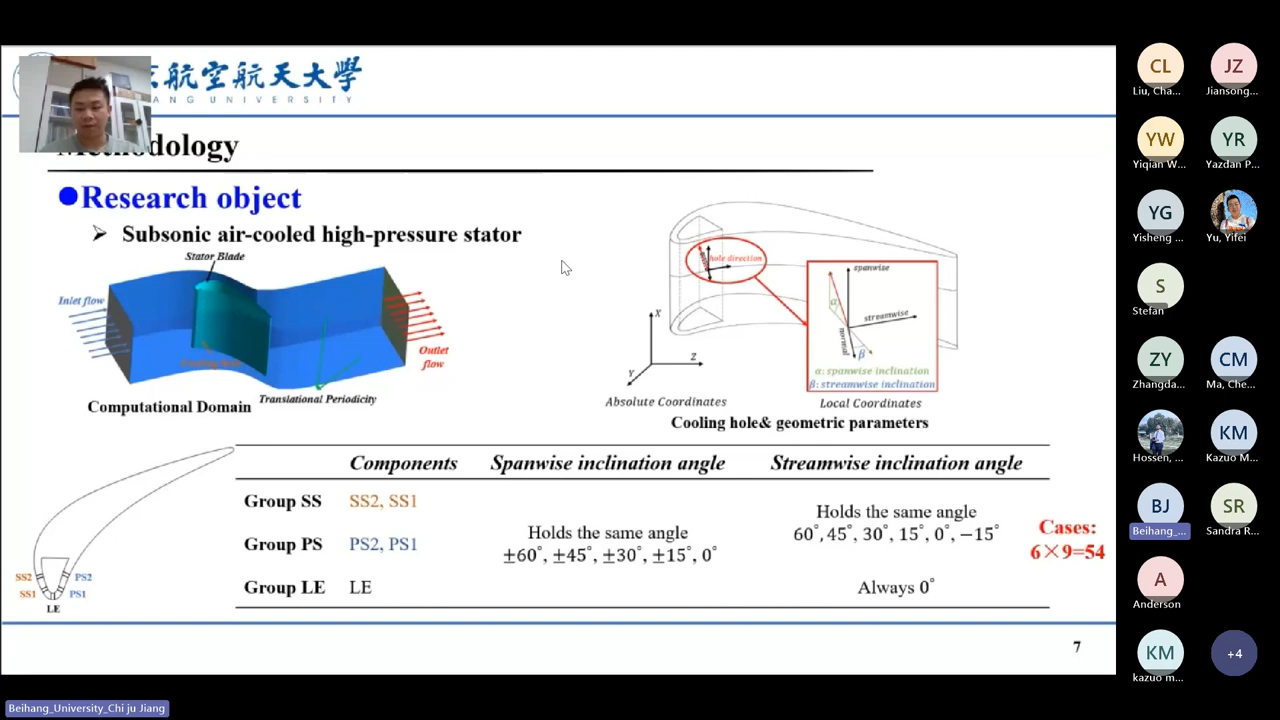 航空航天大學
ANG UNIVERSITY
Methodology
Research object
➤ Subsonic air-cooled high-pressure stator
Stator Blade
Inlet flow
Outlet
flow
Translational Periodicity
Computational Domain
hole direction
spanwise
streamwise
normal
α
β
α: spanwise inclination
β: streamwise inclination
X
Z
Y
Absolute Coordinates
Local Coordinates
Cooling hole& geometric parameters
Components Spanwise inclination angle Streamwise inclination angle
Group SS SS2, SS1
Group PS PS2, PS1
Group LE LE
Holds the same angle
±60°, ±45°, ±30°, ±15°, 0°
Holds the same angle
60°, 45°, 30°, 15°, 0°, −15°
Always 0°
Cases:
6×9=54
SS2
SS1
PS2
PS1
LE
7
CL
Liu, Cha...
JZ
Jiansong...
YW
Yiqian W...
YR
Yazdan P...
YG
Yisheng ...
Yu, Yifei
S
Stefan
ZY
Zhangda...
CM
Ma, Che...
Hossen, ...
KM
Kazuo M...
BJ
Beihang_...
SR
Sandra R...
A
Anderson
KM
kazuo m...
+4
Beihang_University_Chi ju Jiang